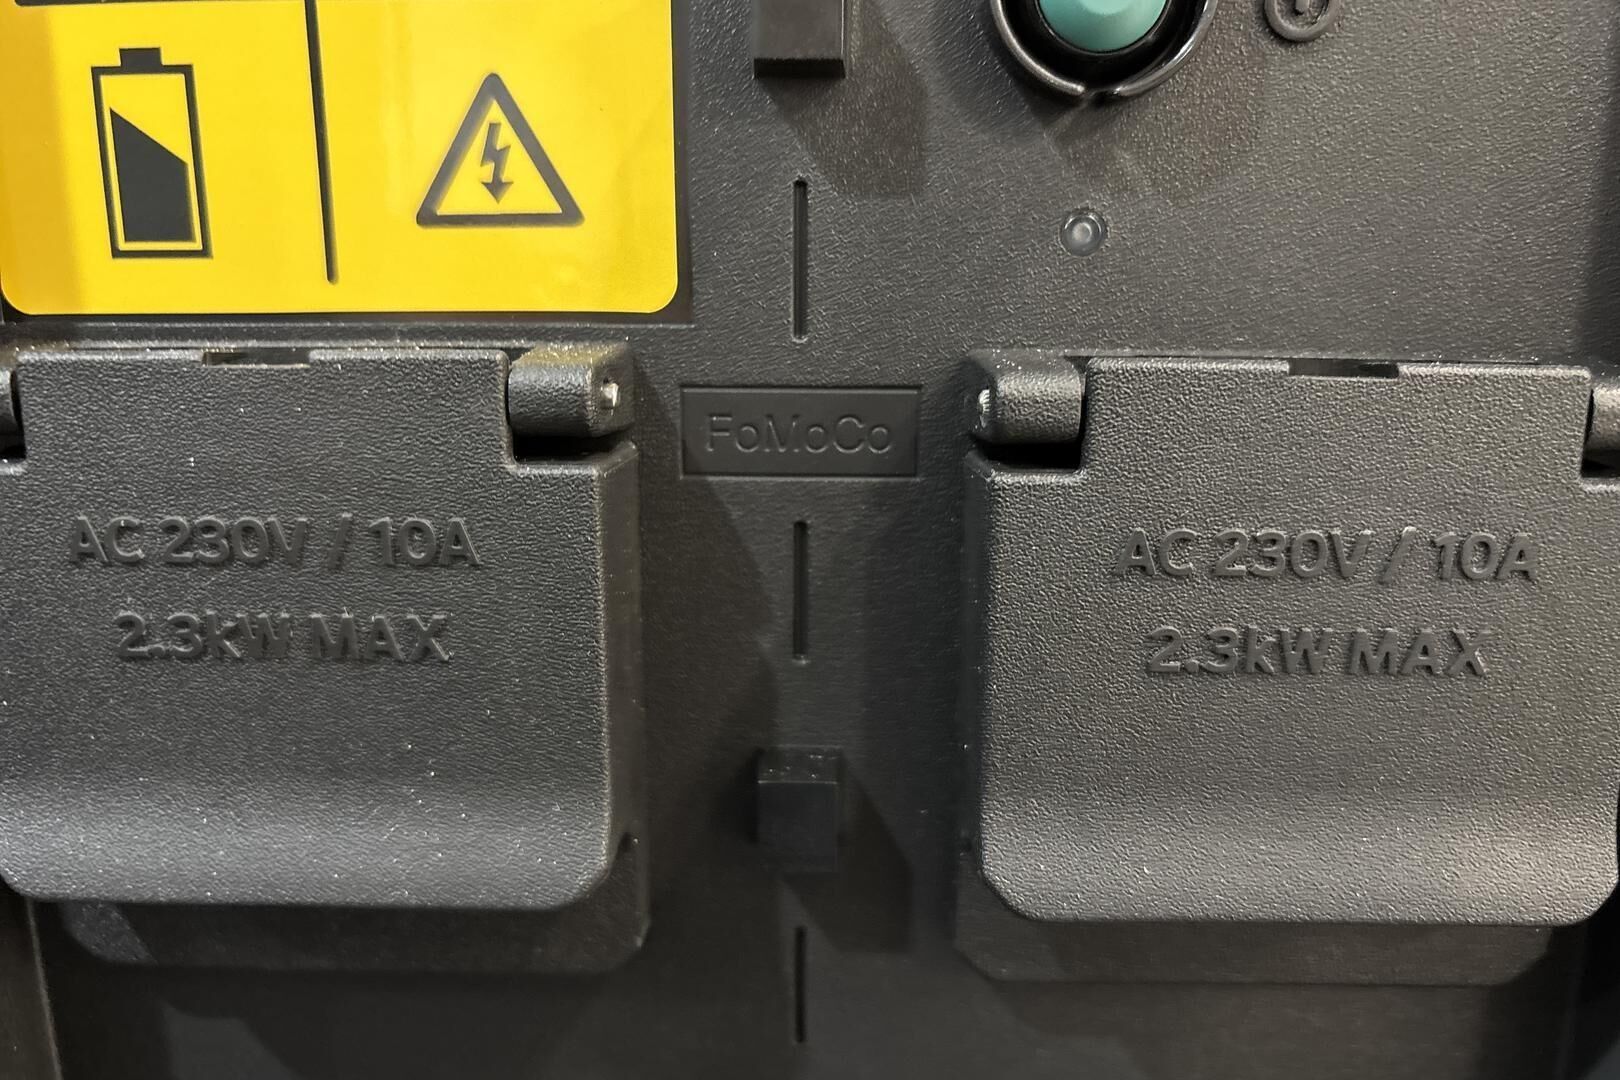 FoMoCo
AC 230V / 10A
2.3kW MAX
AC 230V / 10A
2.3kW MAX